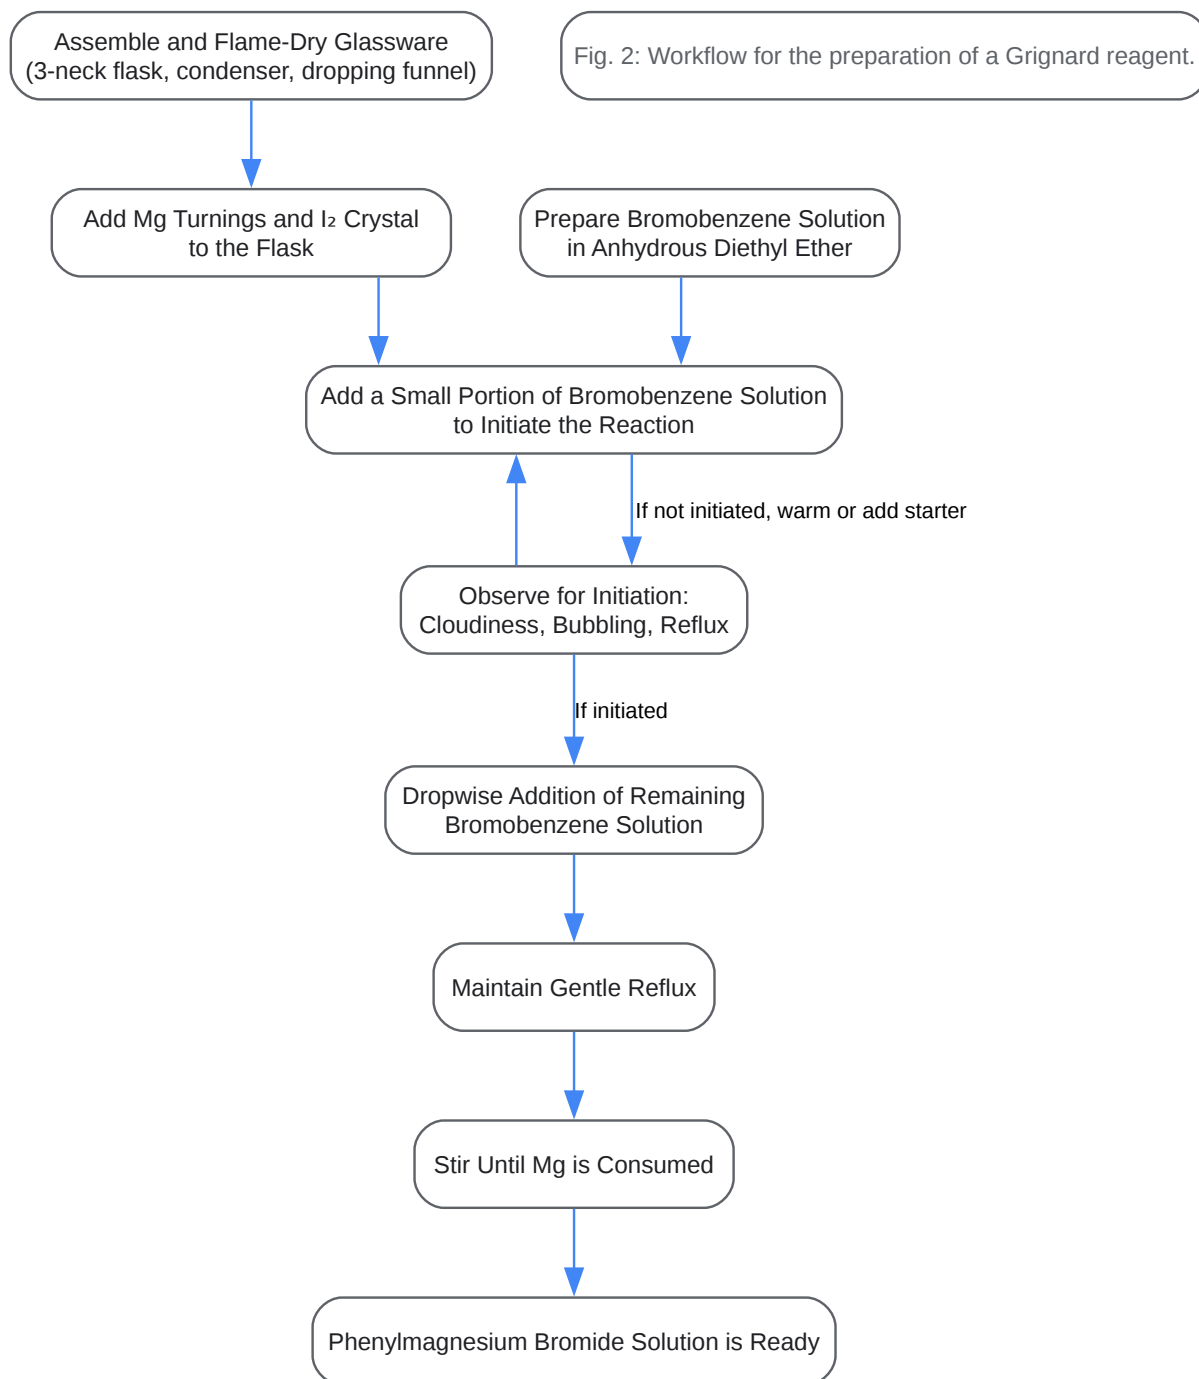 Assemble and Flame-Dry Glassware
(3-neck flask, condenser, dropping funnel)
Fig. 2: Workflow for the preparation of a Grignard reagent.
Add Mg Turnings and I₂ Crystal
to the Flask
Prepare Bromobenzene Solution
in Anhydrous Diethyl Ether
Add a Small Portion of Bromobenzene Solution
to Initiate the Reaction
If not initiated, warm or add starter
Observe for Initiation:
Cloudiness, Bubbling, Reflux
If initiated
Dropwise Addition of Remaining
Bromobenzene Solution
Maintain Gentle Reflux
Stir Until Mg is Consumed
Phenylmagnesium Bromide Solution is Ready